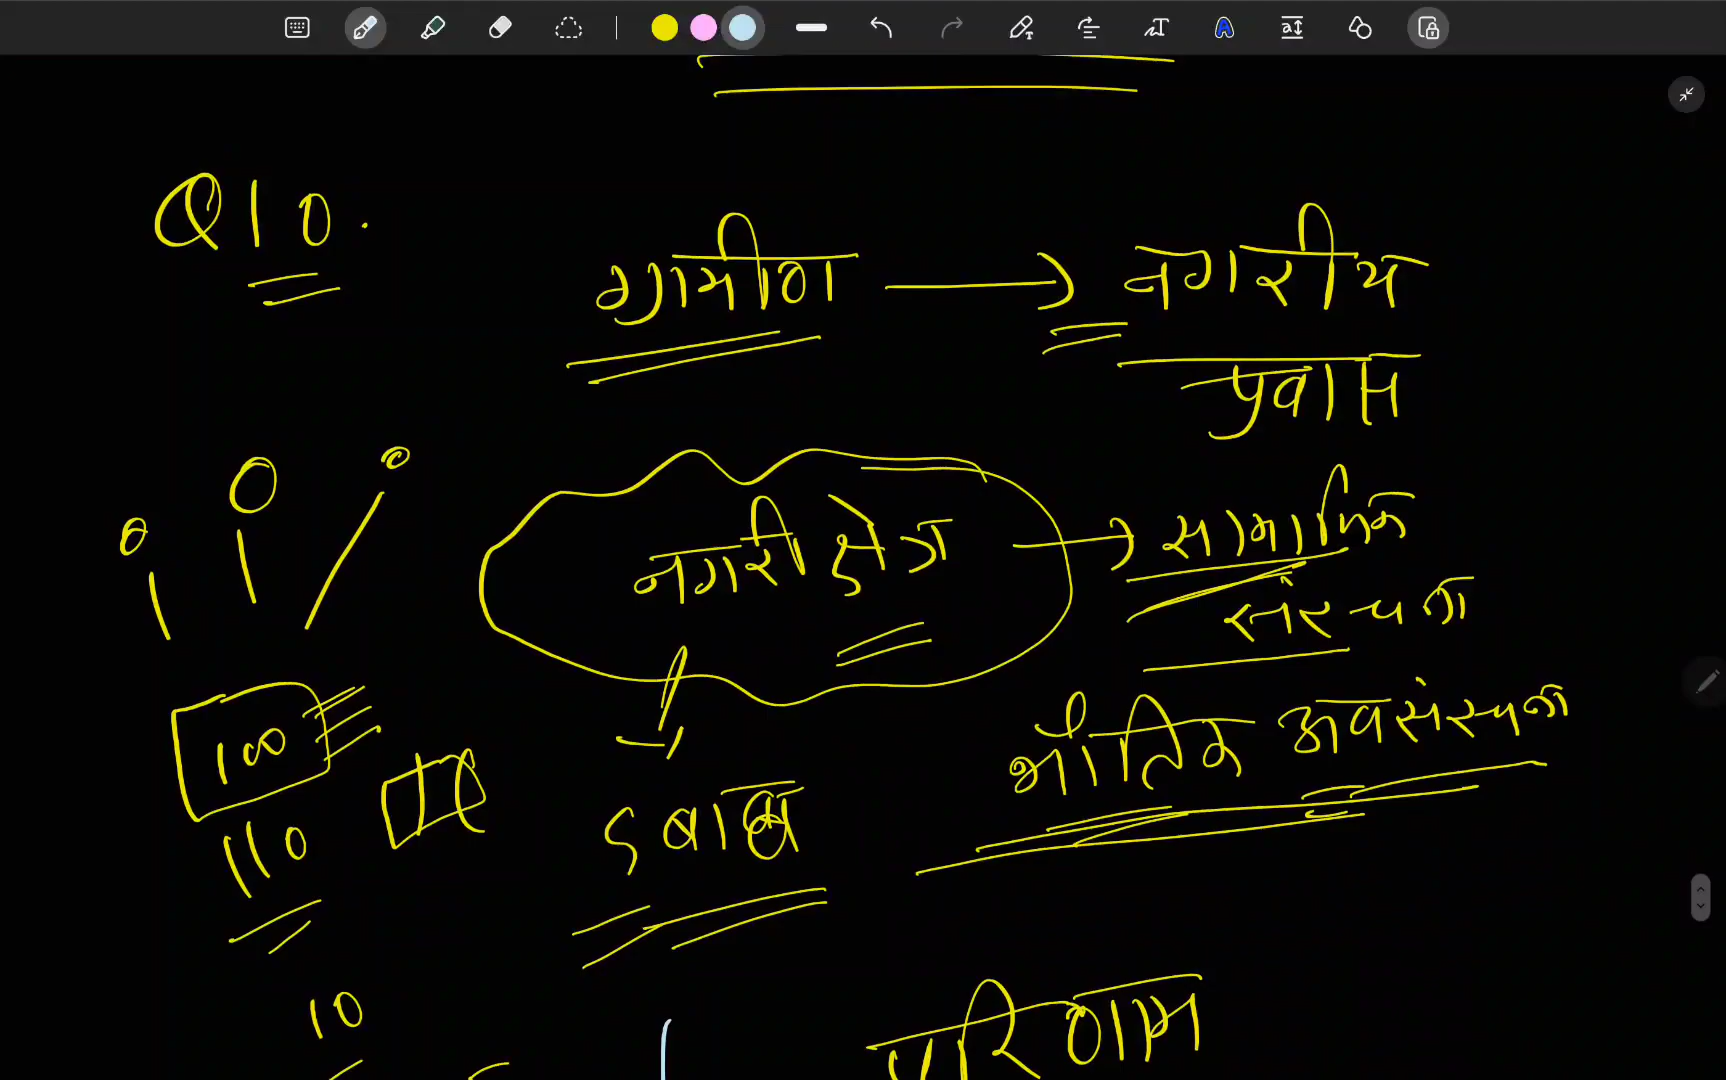 Q10.
ग्रामीण → नगरीय
प्रवास
नगरी क्षेत्र → सामाजिक
संरचना
भौतिक अवसंरचना
100
110
दबाव
10
परिणाम